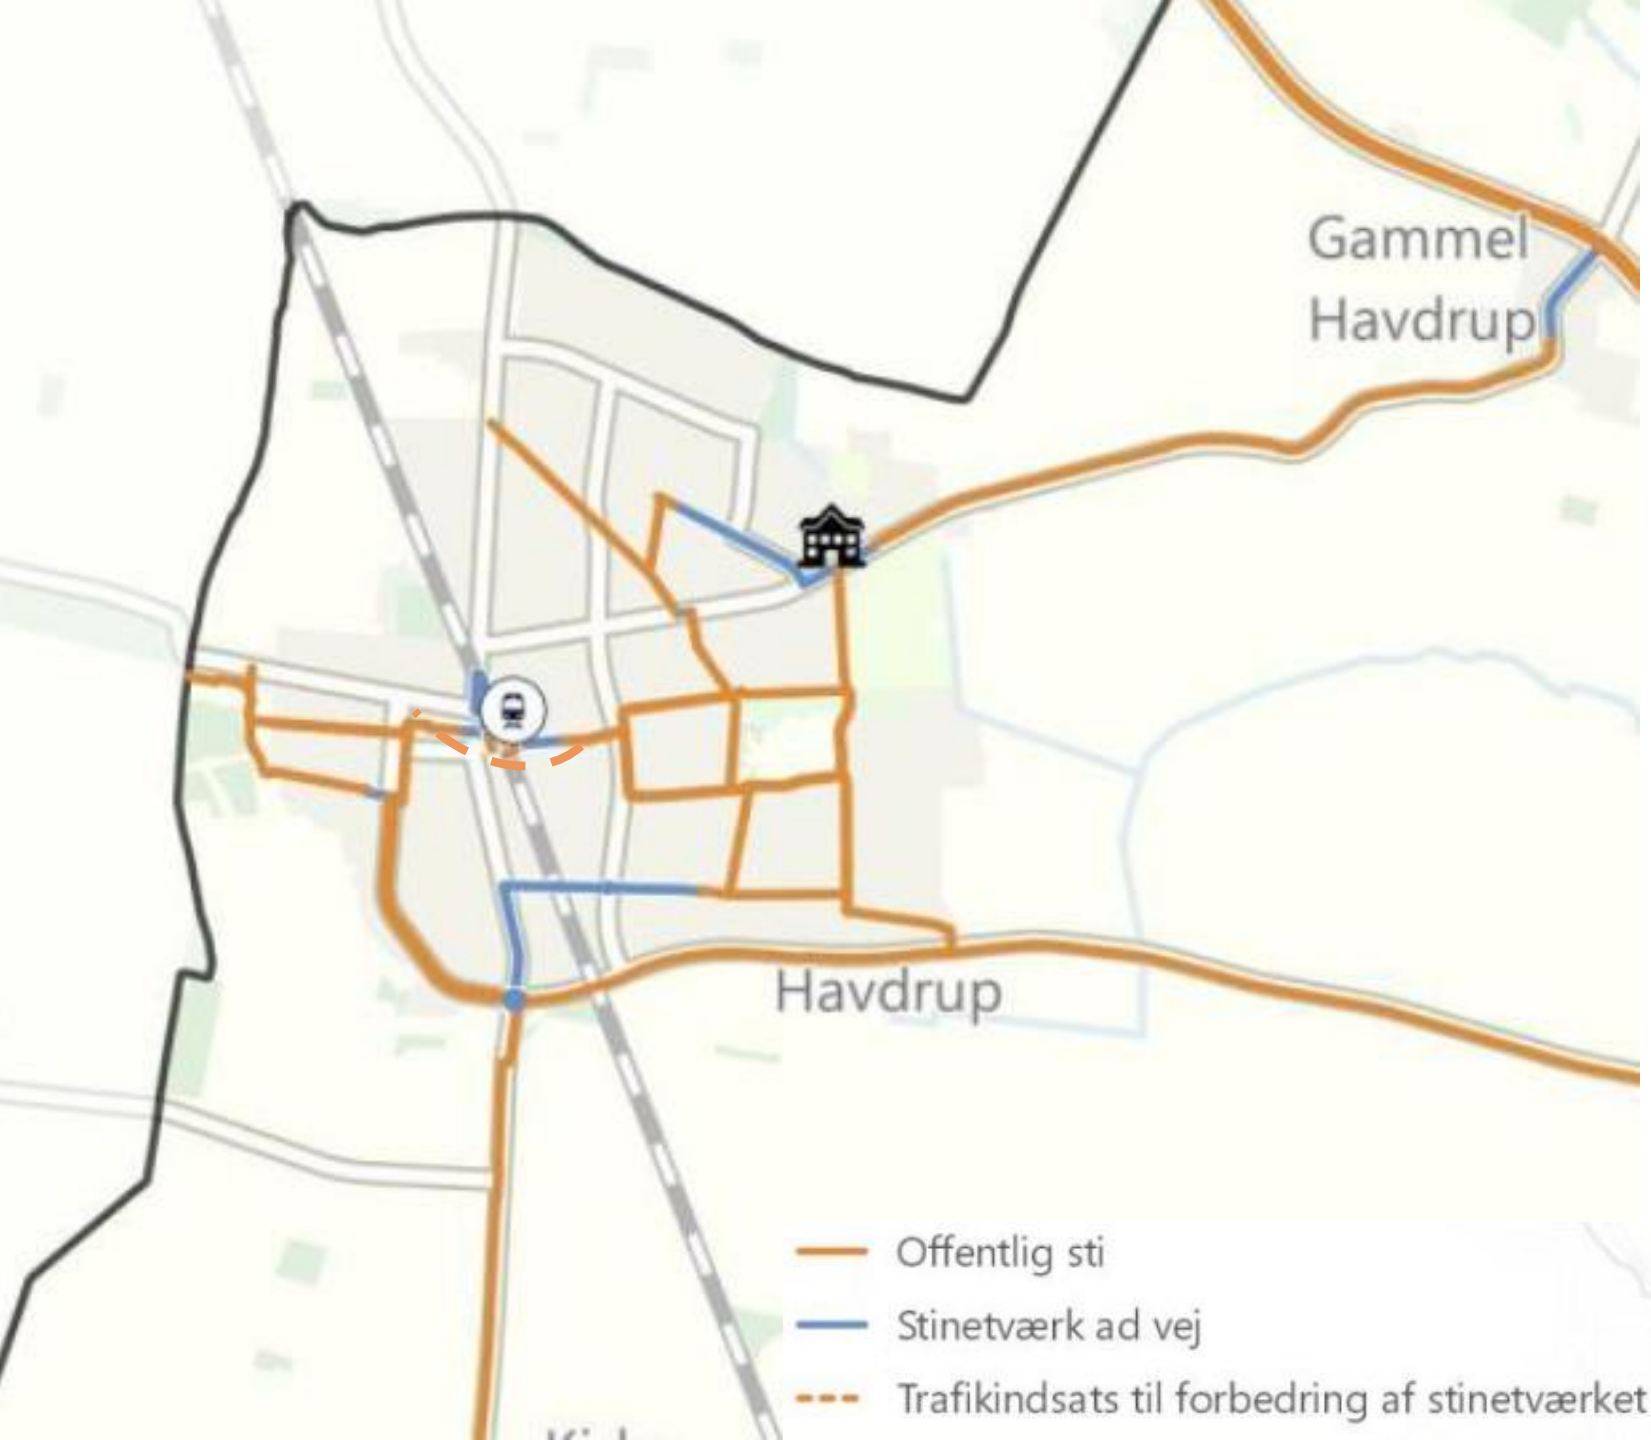 Gammel
Havdrup
Havdrup
Offentlig sti
Stinetværk ad vej
Trafikindsats til forbedring af stinetværket